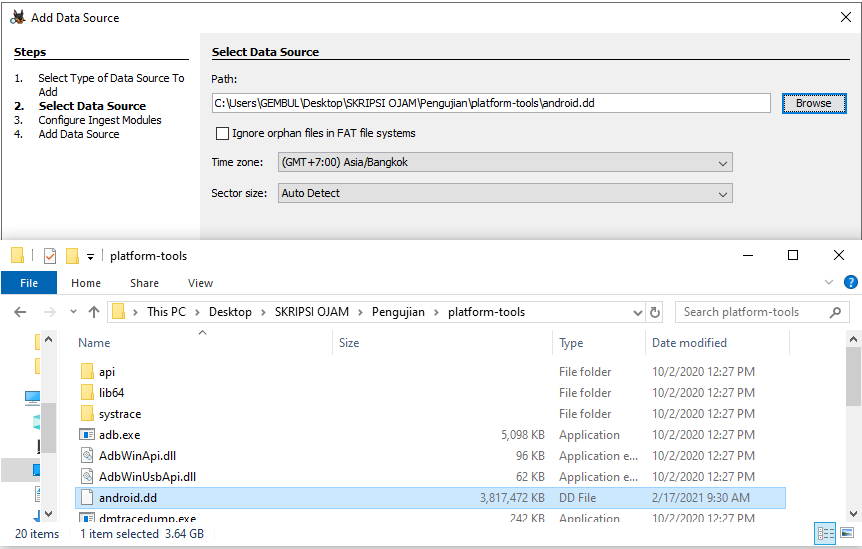 Add Data Source
Steps
1. Select Type of Data Source To
Add
2. Select Data Source
3. Configure Ingest Modules
4. Add Data Source
Select Data Source
Path:
C:\Users\GEMBUL\Desktop\SKRIPSI OJAM\Pengujian\platform-tools\android.dd
Browse
Ignore orphan files in FAT file systems
Time zone: (GMT+7:00) Asia/Bangkok
Sector size: Auto Detect
platform-tools
File Home Share View
This PC Desktop SKRIPSI OJAM Pengujian platform-tools
Search platform-tools
Name Size Type Date modified
api File folder 10/2/2020 12:27 PM
lib64 File folder 10/2/2020 12:27 PM
systrace File folder 10/2/2020 12:27 PM
adb.exe 5,098 KB Application 10/2/2020 12:27 PM
AdbWinApi.dll 96 KB Application e... 10/2/2020 12:27 PM
AdbWinUsbApi.dll 62 KB Application e... 10/2/2020 12:27 PM
android.dd 3,817,472 KB DD File 2/17/2021 9:30 AM
dmtracedump.exe 242 KB Application 10/2/2020 12:27 PM
20 items 1 item selected 3.64 GB